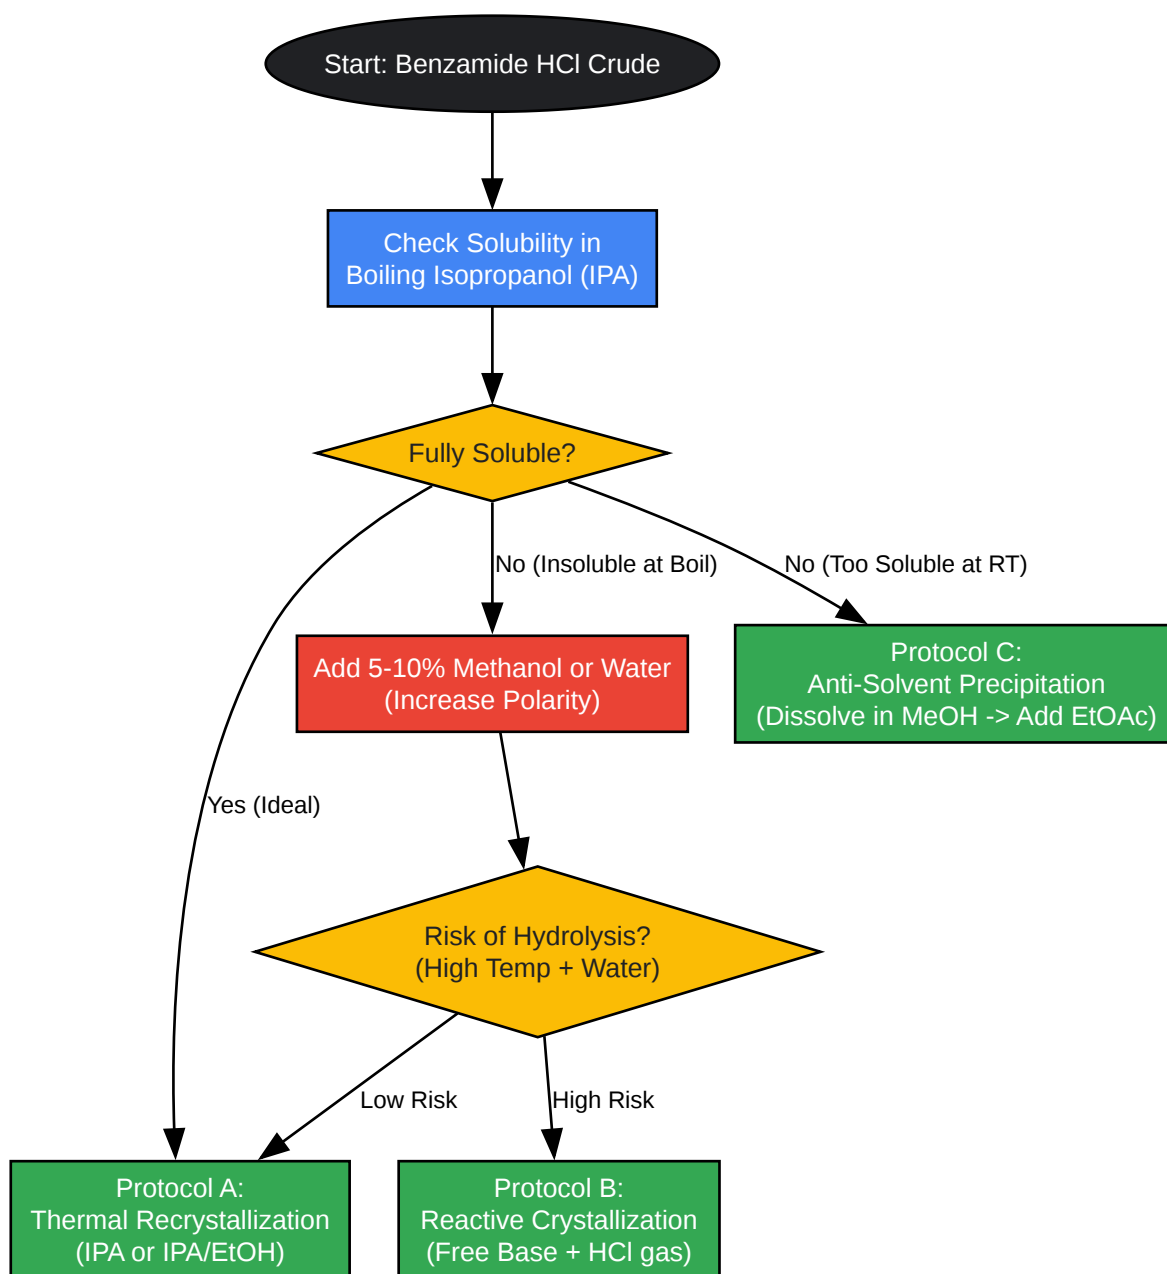 Start: Benzamide HCl Crude
Check Solubility in
Boiling Isopropanol (IPA)
Fully Soluble?
No (Insoluble at Boil)
No (Too Soluble at RT)
Add 5-10% Methanol or Water
(Increase Polarity)
Protocol C:
Anti-Solvent Precipitation
(Dissolve in MeOH -> Add EtOAc)
Yes (Ideal)
Risk of Hydrolysis?
(High Temp + Water)
Low Risk
High Risk
Protocol A:
Thermal Recrystallization
(IPA or IPA/EtOH)
Protocol B:
Reactive Crystallization
(Free Base + HCl gas)